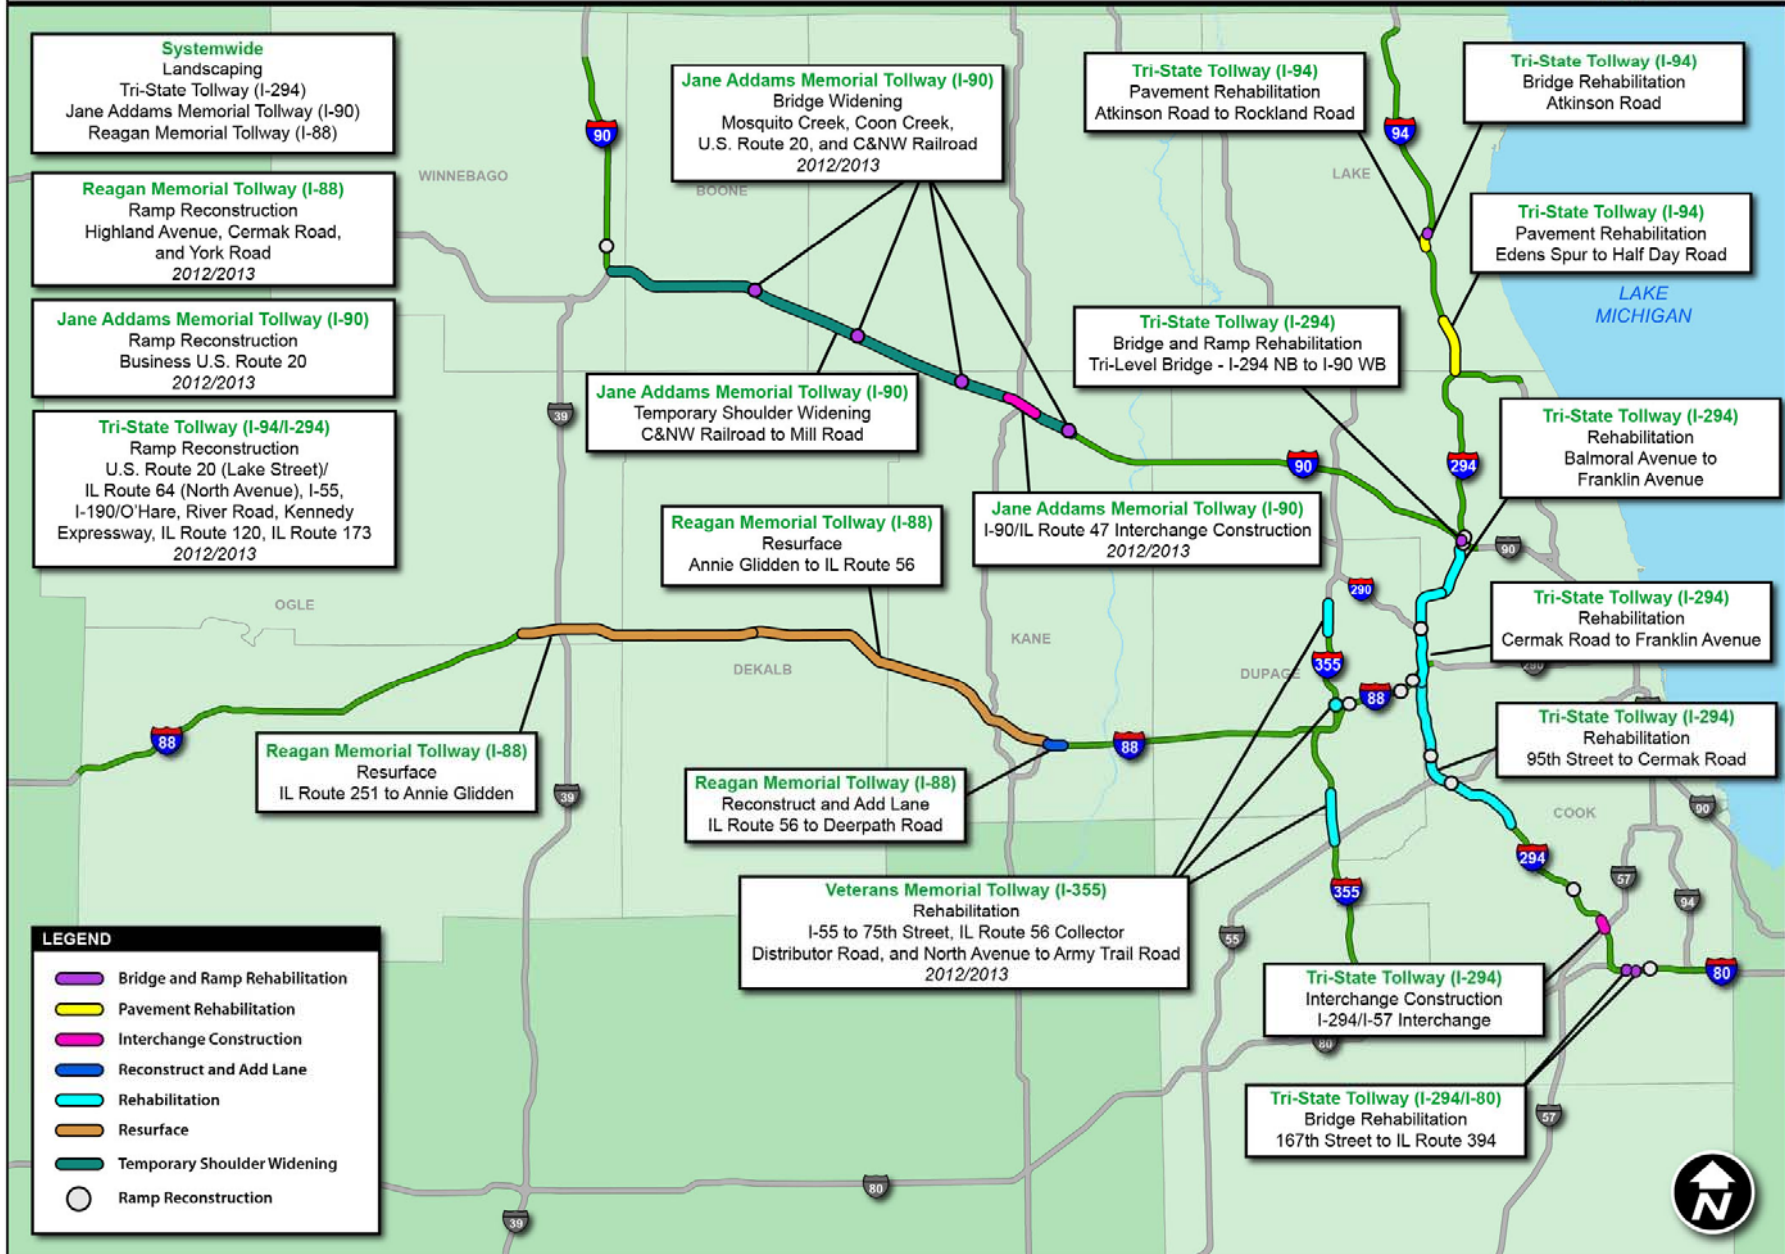 Systemwide
Landscaping
Tri-State Tollway (I-294)
Jane Addams Memorial Tollway (I-90)
Reagan Memorial Tollway (I-88)
Reagan Memorial Tollway (I-88)
Ramp Reconstruction
Highland Avenue, Cermak Road,
and York Road
2012/2013
Jane Addams Memorial Tollway (I-90)
Ramp Reconstruction
Business U.S. Route 20
2012/2013
Tri-State Tollway (I-94/I-294)
Ramp Reconstruction
U.S. Route 20 (Lake Street)/
IL Route 64 (North Avenue), I-55,
I-190/O'Hare, River Road, Kennedy
Expressway, IL Route 120, IL Route 173
2012/2013
Jane Addams Memorial Tollway (I-90)
Bridge Widening
Mosquito Creek, Coon Creek,
U.S. Route 20, and C&NW Railroad
2012/2013
Tri-State Tollway (I-94)
Pavement Rehabilitation
Atkinson Road to Rockland Road
Tri-State Tollway (I-94)
Bridge Rehabilitation
Atkinson Road
Tri-State Tollway (I-94)
Pavement Rehabilitation
Edens Spur to Half Day Road
LAKE
MICHIGAN
Tri-State Tollway (I-294)
Bridge and Ramp Rehabilitation
Tri-Level Bridge - I-294 NB to I-90 WB
Jane Addams Memorial Tollway (I-90)
Temporary Shoulder Widening
C&NW Railroad to Mill Road
Tri-State Tollway (I-294)
Rehabilitation
Balmoral Avenue to
Franklin Avenue
Jane Addams Memorial Tollway (I-90)
I-90/IL Route 47 Interchange Construction
2012/2013
Reagan Memorial Tollway (I-88)
Resurface
Annie Glidden to IL Route 56
Tri-State Tollway (I-294)
Rehabilitation
Cermak Road to Franklin Avenue
Tri-State Tollway (I-294)
Rehabilitation
95th Street to Cermak Road
Reagan Memorial Tollway (I-88)
Resurface
IL Route 251 to Annie Glidden
Reagan Memorial Tollway (I-88)
Reconstruct and Add Lane
IL Route 56 to Deerpath Road
Veterans Memorial Tollway (I-355)
Rehabilitation
I-55 to 75th Street, IL Route 56 Collector
Distributor Road, and North Avenue to Army Trail Road
2012/2013
Tri-State Tollway (I-294)
Interchange Construction
I-294/I-57 Interchange
Tri-State Tollway (I-294/I-80)
Bridge Rehabilitation
167th Street to IL Route 394
WINNEBAGO
BOONE
LAKE
OGLE
DEKALB
KANE
DUPAGE
COOK
90
94
39
294
90
90
290
355
290
88
88
88
39
90
294
355
57
94
55
80
80
57
80
39
LEGEND
Bridge and Ramp Rehabilitation
Pavement Rehabilitation
Interchange Construction
Reconstruct and Add Lane
Rehabilitation
Resurface
Temporary Shoulder Widening
Ramp Reconstruction
N